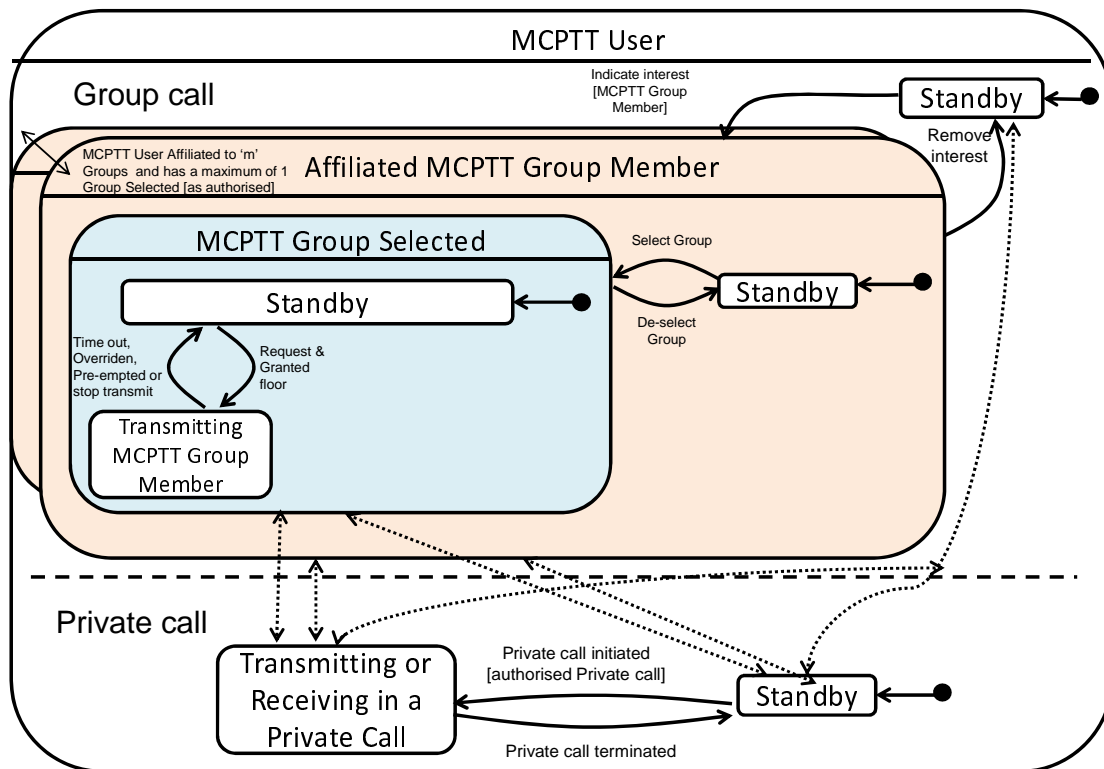 MCPTT User
Group call
Indicate interest
[MCPTT Group
Member]
Standby
Remove
interest
MCPTT User Affiliated to ‘m’
Groups and has a maximum of 1
Group Selected [as authorised]
Affiliated MCPTT Group Member
MCPTT Group Selected
Select Group
Standby
De-select
Group
Standby
Time out,
Overriden,
Pre-empted or
stop transmit
Request &
Granted
floor
Transmitting
MCPTT Group
Member
Private call
Transmitting or
Receiving in a
Private Call
Private call initiated
[authorised Private call]
Standby
Private call terminated